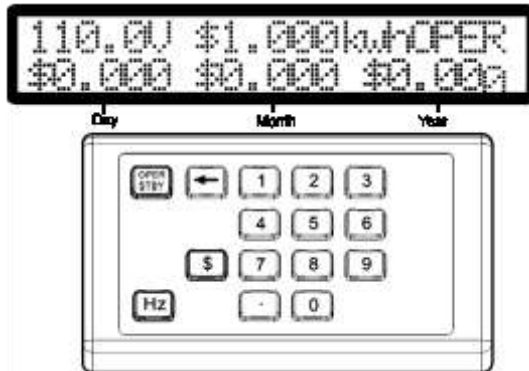 110.0V $1.000kwhOPER
$0.000 $0.000 $0.000
Day Month Year
OPER STBY ← 1 2 3
4 5 6
$ 7 8 9
Hz . 0